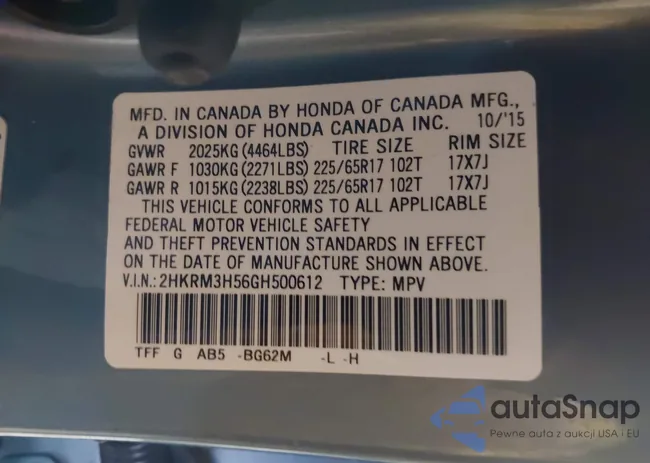 MFD. IN CANADA BY HONDA OF CANADA MFG.,
A DIVISION OF HONDA CANADA INC. 10/'15
GVWR 2025KG (4464LBS) TIRE SIZE RIM SIZE
GAWR F 1030KG (2271LBS) 225/65R17 102T 17X7J
GAWR R 1015KG (2238LBS) 225/65R17 102T 17X7J
THIS VEHICLE CONFORMS TO ALL APPLICABLE
FEDERAL MOTOR VEHICLE SAFETY
AND THEFT PREVENTION STANDARDS IN EFFECT
ON THE DATE OF MANUFACTURE SHOWN ABOVE.
V.I.N.: 2HKRM3H56GH500612 TYPE: MPV
TFF G AB5 -BG62M -L -H
autaSnap
Pewne auta z aukcji USA i EU